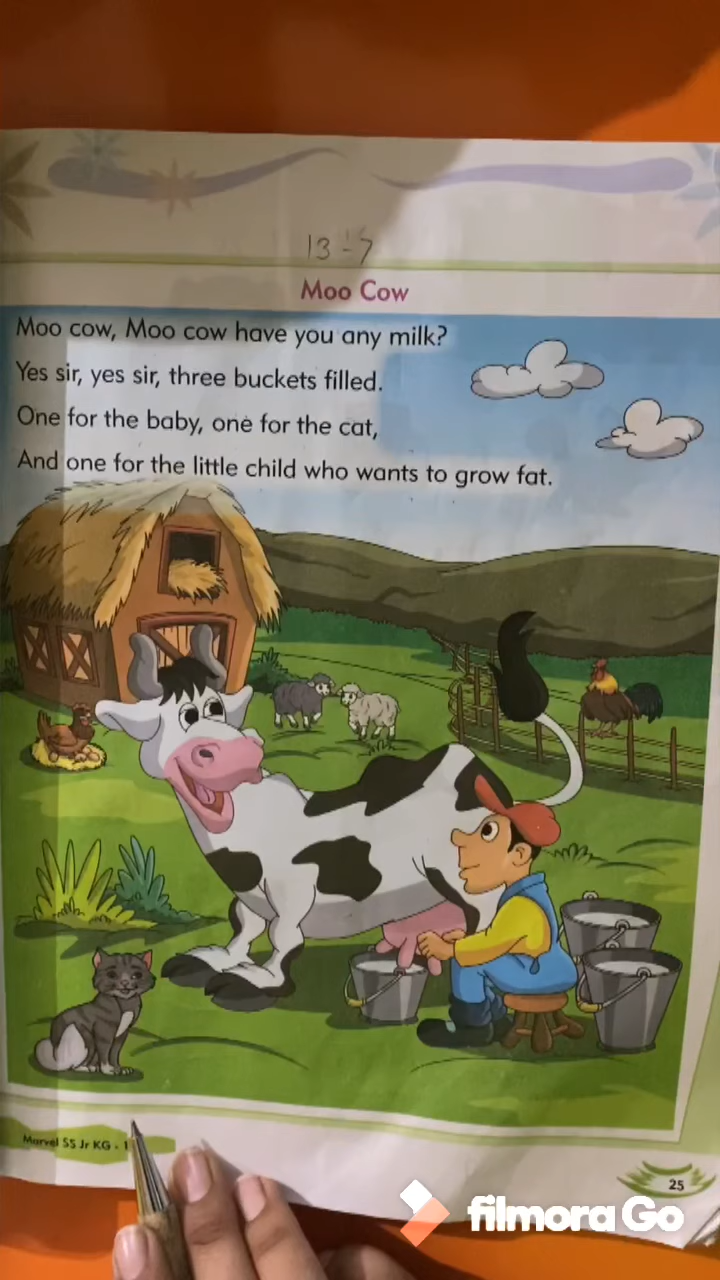 13-7
Moo Cow
Moo cow, Moo cow have you any milk?
Yes sir, yes sir, three buckets filled.
One for the baby, one for the cat,
And one for the little child who wants to grow fat.
Marvel SS Jr KG - 1
25
filmoraGo